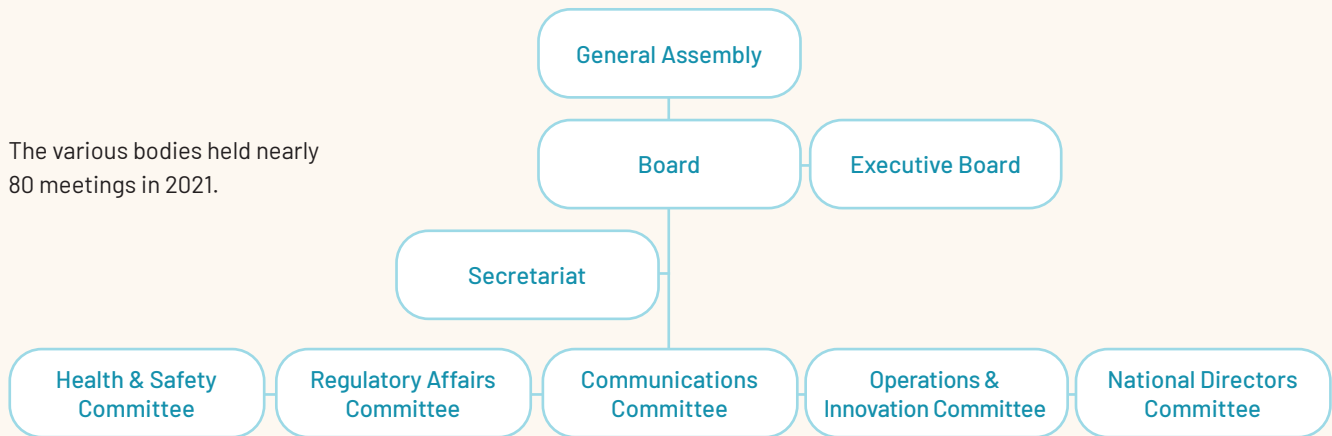 General Assembly
The various bodies held nearly
80 meetings in 2021.
Board
Executive Board
Secretariat
Health & Safety
Committee
Regulatory Affairs
Committee
Communications
Committee
Operations &
Innovation Committee
National Directors
Committee